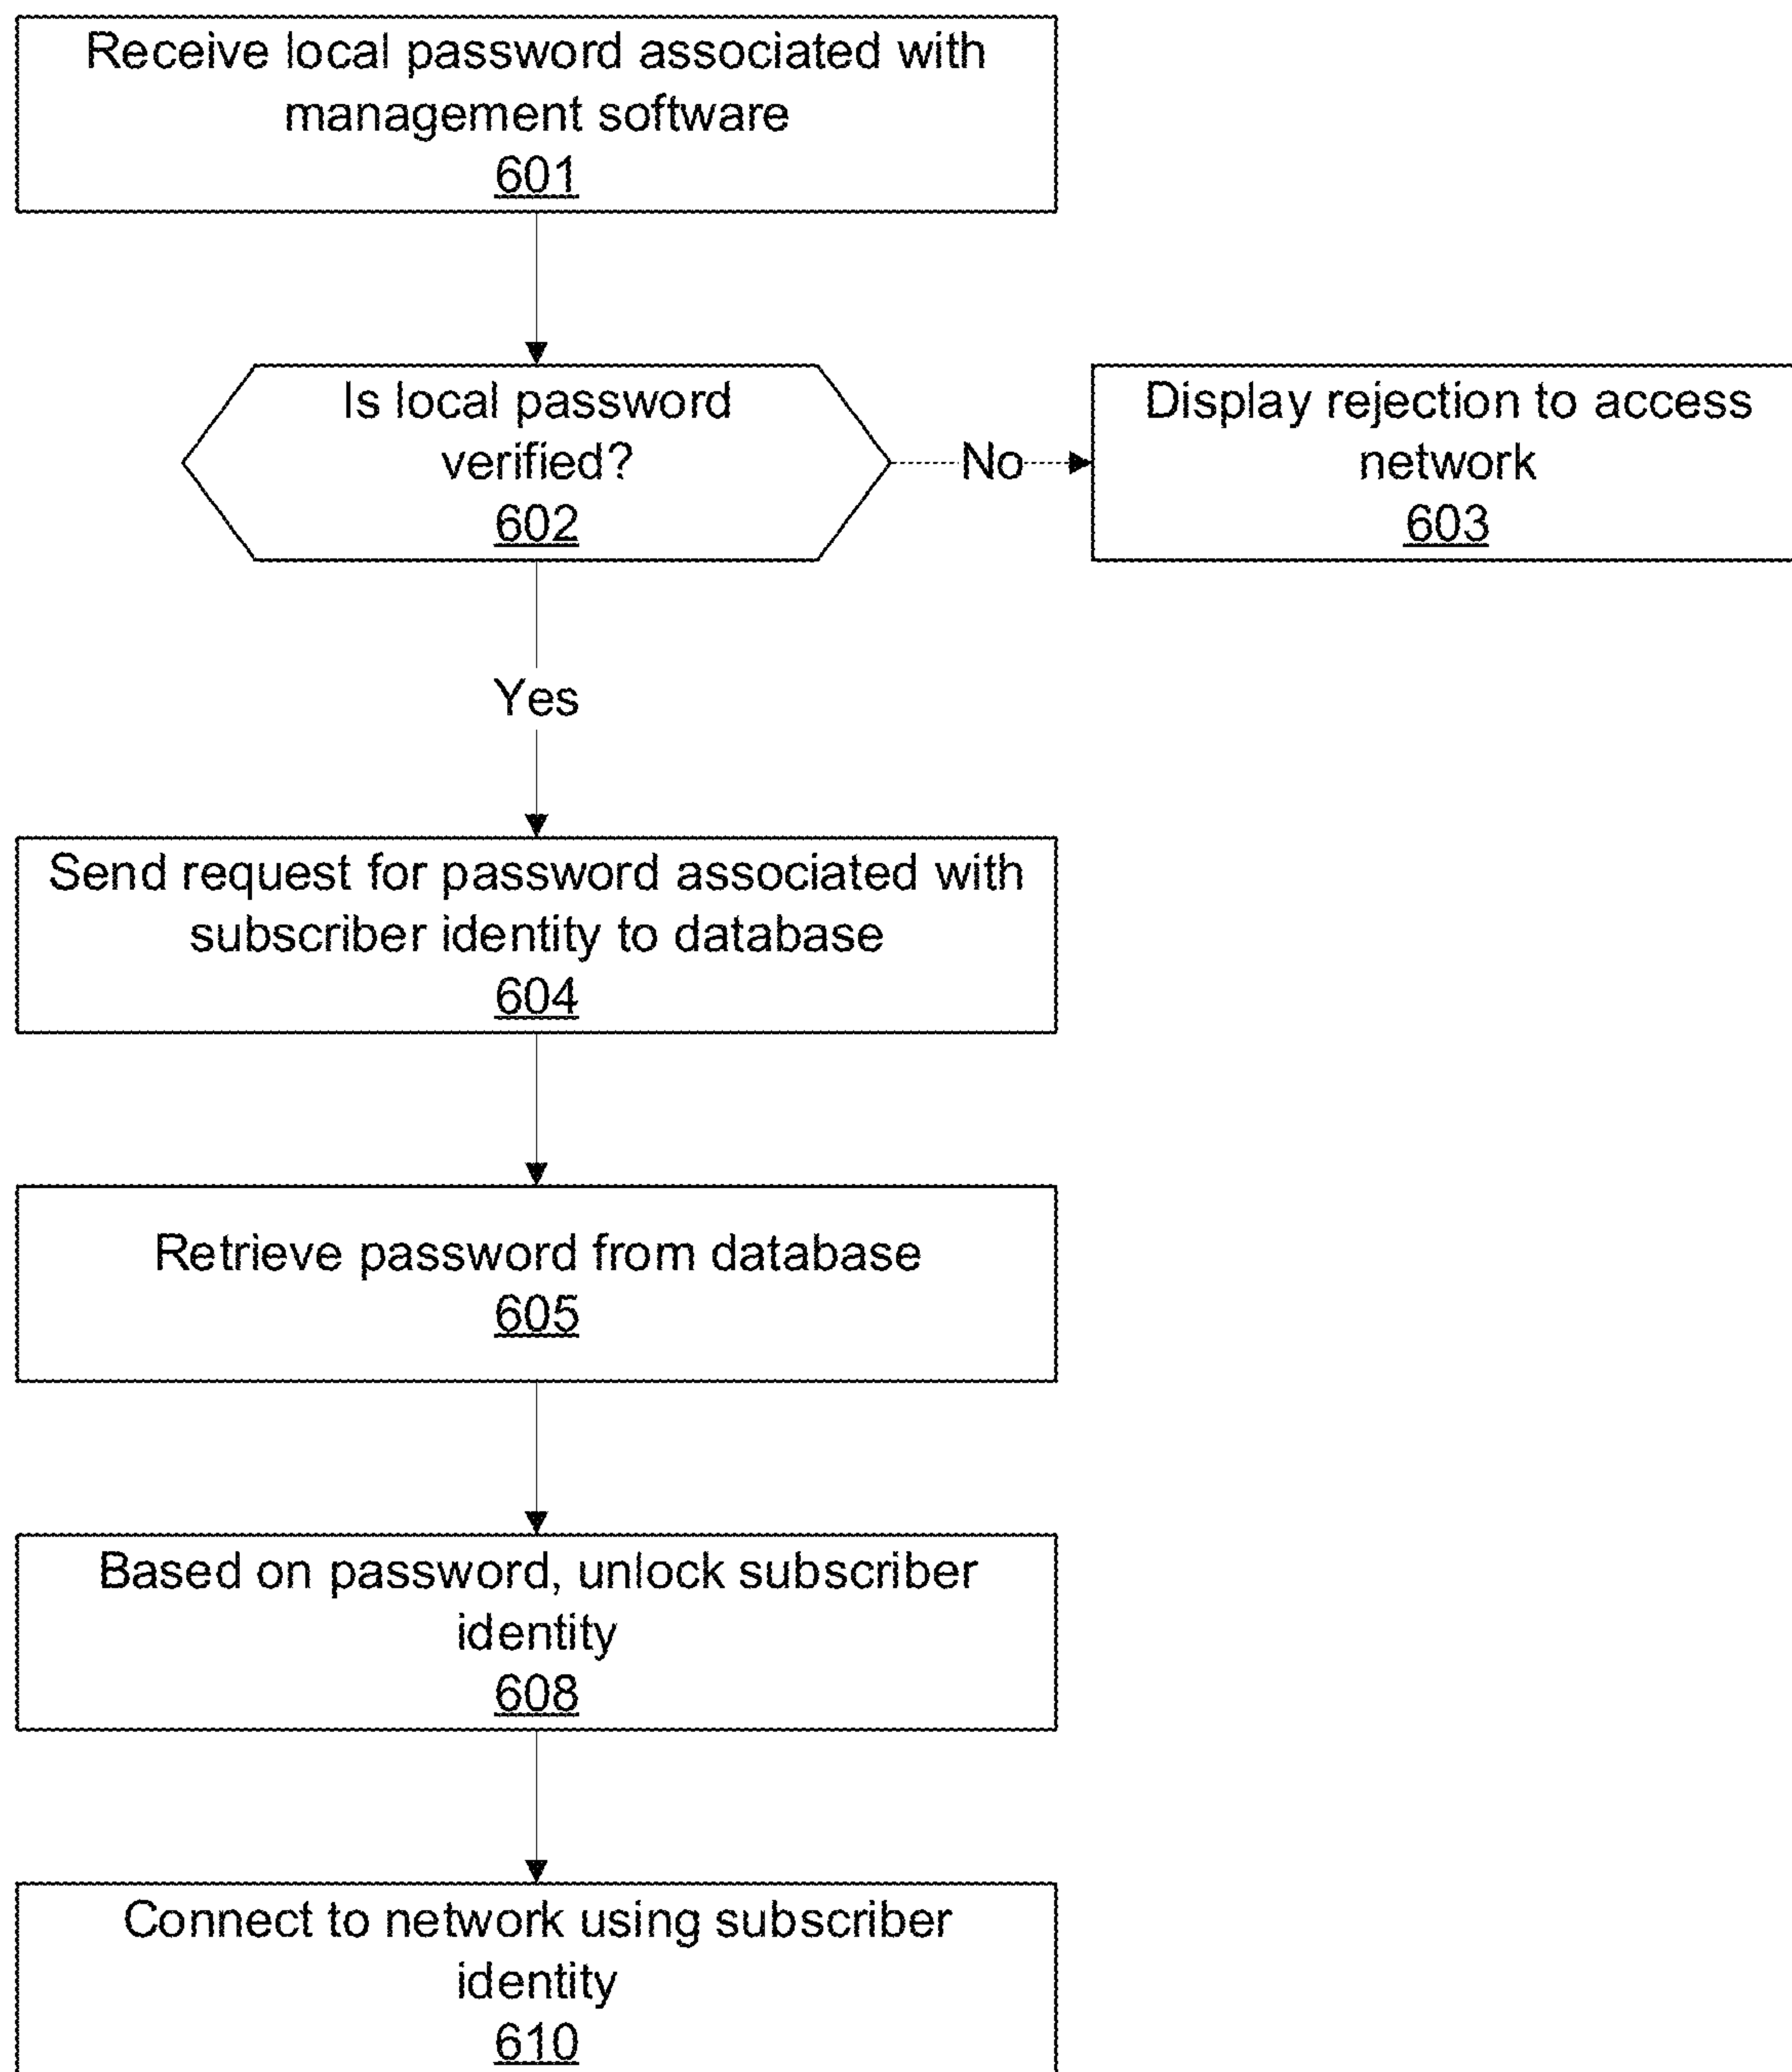 Receive local password associated with
management software
601
Is local password
verified?
602
No
Display rejection to access
network
603
Yes
Send request for password associated with
subscriber identity to database
604
Retrieve password from database
605
Based on password, unlock subscriber
identity
608
Connect to network using subscriber
identity
610